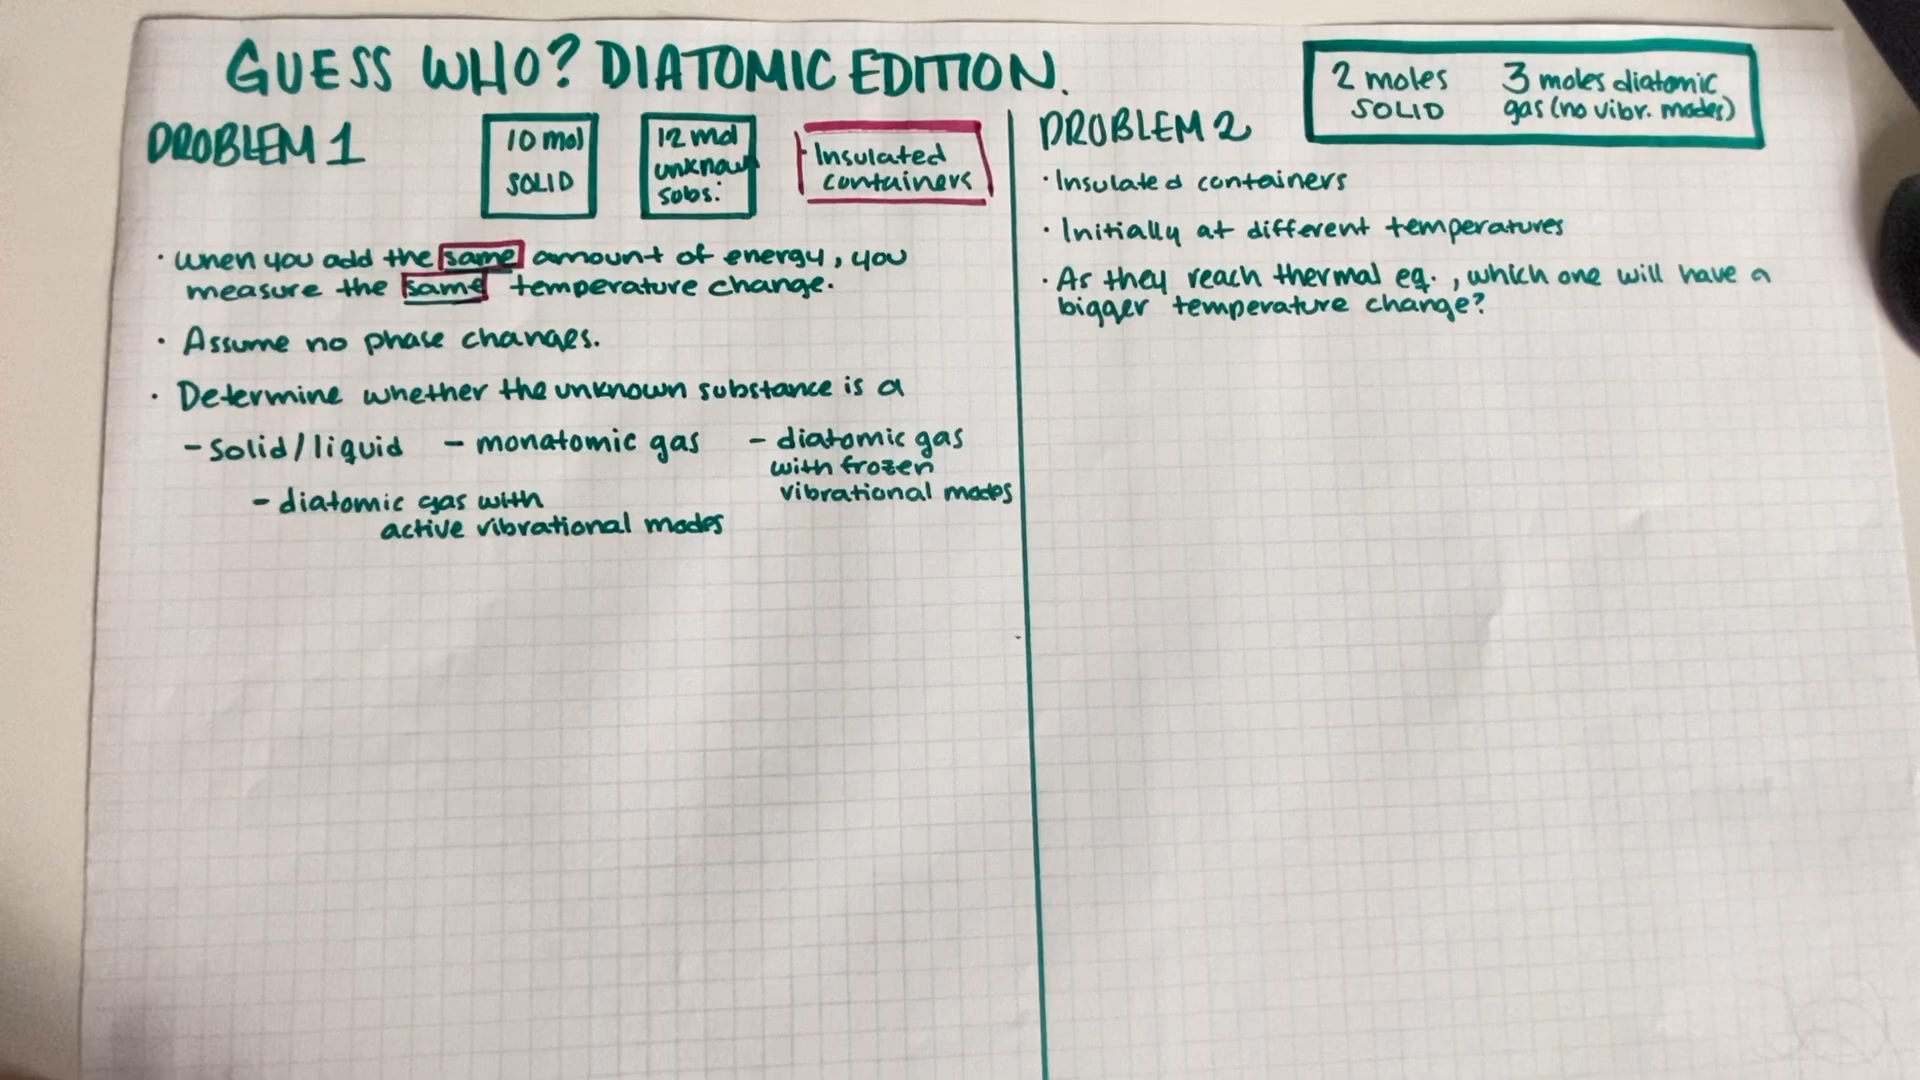 GUESS WHO? DIATOMIC EDITION.
PROBLEM 1
10 mol
SOLID
12 mol
unknown
subs.
Insulated
containers
· When you add the same amount of energy, you
measure the same temperature change.
· Assume no phase changes.
· Determine whether the unknown substance is a
- Solid/liquid - monatomic gas - diatomic gas
with frozen
vibrational modes
- diatomic gas with
active vibrational modes
PROBLEM 2
2 moles
SOLID
3 moles diatomic
gas (no vibr. modes)
· Insulated containers
· Initially at different temperatures
· As they reach thermal eq., which one will have a
bigger temperature change?